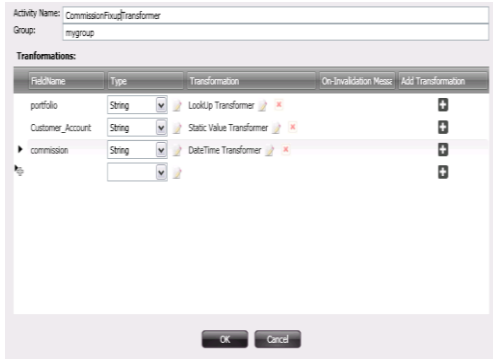 Activity Name: CommissionFixupTransformer
Group: mygroup
Tranformations:
FieldName Type Transformation On-Invalidation Messa Add Transformation
portfolio String LookUp Transformer
Customer_Account String Static Value Transformer
commission String DateTime Transformer
OK Cancel